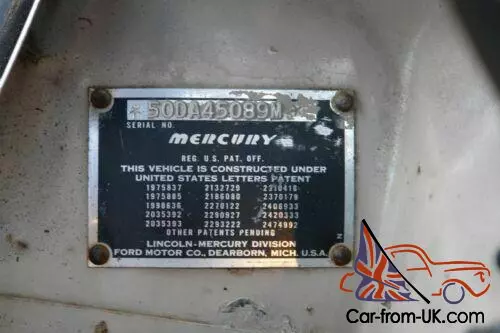 *50DA45089M*
SERIAL NO.
MERCURY
REG. U.S. PAT. OFF.
THIS VEHICLE IS CONSTRUCTED UNDER
UNITED STATES LETTERS PATENT
1975837 2132729 2310418
1975885 2186080 2370179
1998636 2270122 2406933
2035392 2290927 2420333
2035393 2293222 2474992
OTHER PATENTS PENDING
LINCOLN-MERCURY DIVISION
FORD MOTOR CO., DEARBORN, MICH. U.S.A.
Car-from-UK.com